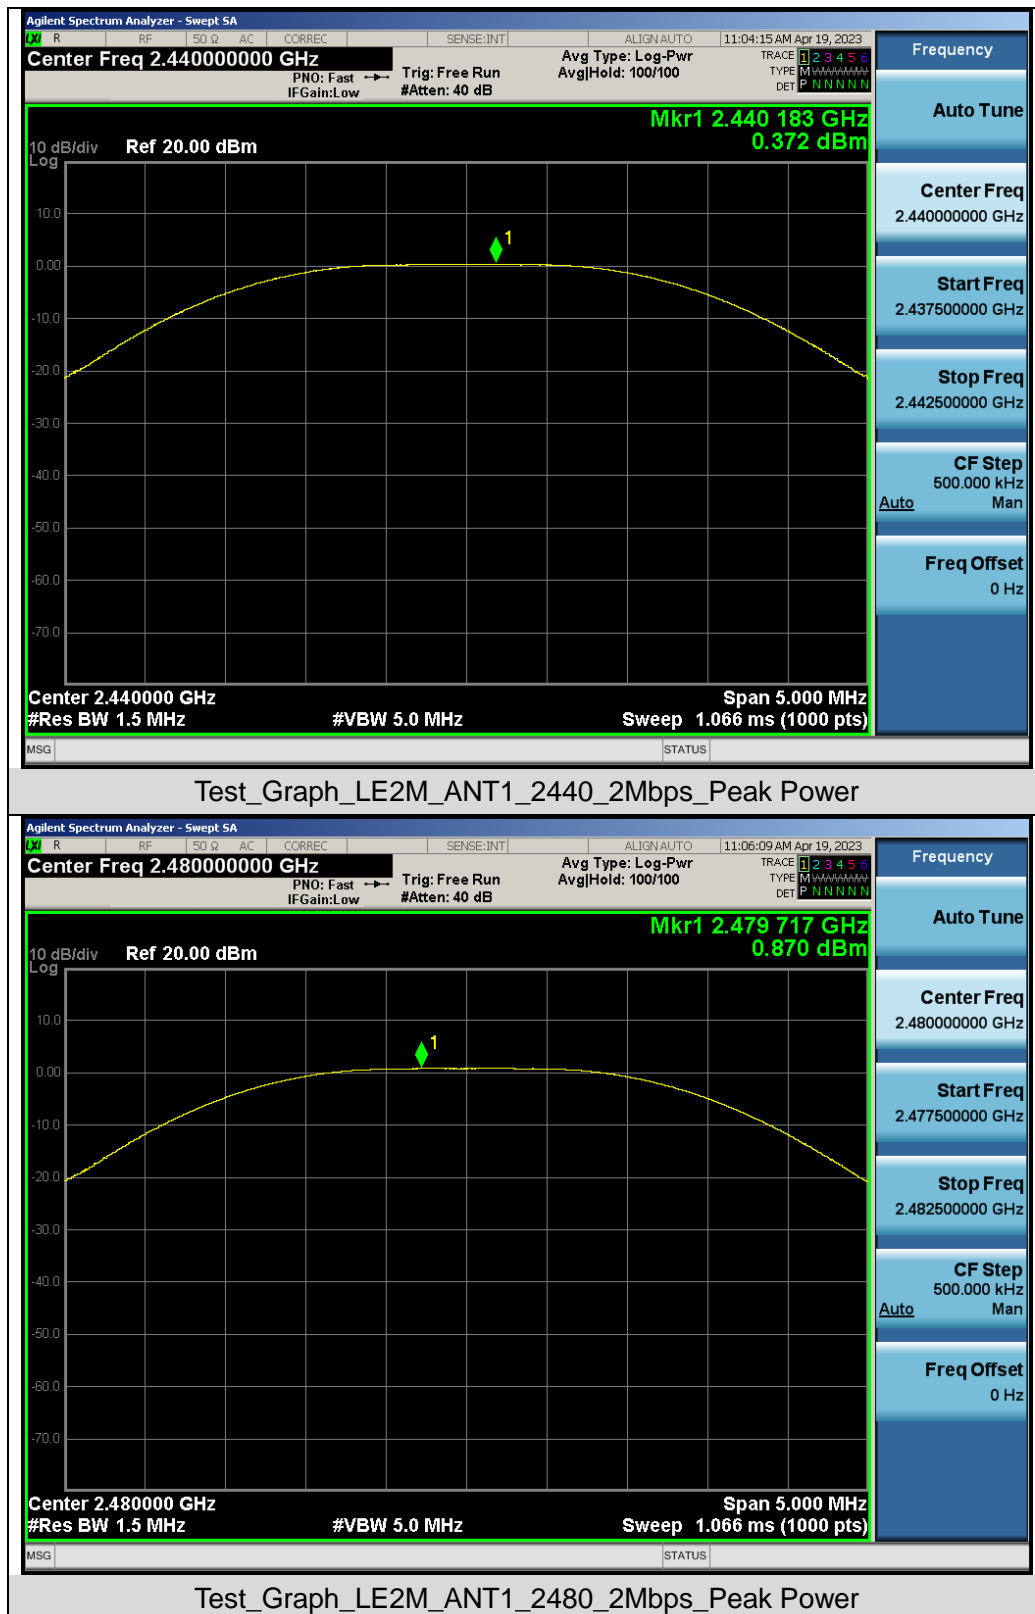 Agilent Spectrum Analyzer - Swept SA
LXI R RF 50 Ω AC CORREC SENSE:INT ALIGN AUTO 11:04:15 AM Apr 19, 2023
Center Freq 2.440000000 GHz
PNO: Fast
IFGain:Low
Trig: Free Run
#Atten: 40 dB
Avg Type: Log-Pwr
Avg|Hold: 100/100
TRACE 1 2 3 4 5 6
TYPE M
DET P N N N N N
Mkr1 2.440 183 GHz
0.372 dBm
10 dB/div Ref 20.00 dBm
Log
10.0
1
0.00
-10.0
-20.0
-30.0
-40.0
-50.0
-60.0
-70.0
Center 2.440000 GHz Span 5.000 MHz
#Res BW 1.5 MHz #VBW 5.0 MHz Sweep 1.066 ms (1000 pts)
MSG STATUS
Frequency
Auto Tune
Center Freq
2.440000000 GHz
Start Freq
2.437500000 GHz
Stop Freq
2.442500000 GHz
CF Step
500.000 kHz
Auto Man
Freq Offset
0 Hz
Test_Graph_LE2M_ANT1_2440_2Mbps_Peak Power
Agilent Spectrum Analyzer - Swept SA
LXI R RF 50 Ω AC CORREC SENSE:INT ALIGN AUTO 11:06:09 AM Apr 19, 2023
Center Freq 2.480000000 GHz
PNO: Fast
IFGain:Low
Trig: Free Run
#Atten: 40 dB
Avg Type: Log-Pwr
Avg|Hold: 100/100
TRACE 1 2 3 4 5 6
TYPE M
DET P N N N N N
Mkr1 2.479 717 GHz
0.870 dBm
10 dB/div Ref 20.00 dBm
Log
10.0
1
0.00
-10.0
-20.0
-30.0
-40.0
-50.0
-60.0
-70.0
Center 2.480000 GHz Span 5.000 MHz
#Res BW 1.5 MHz #VBW 5.0 MHz Sweep 1.066 ms (1000 pts)
MSG STATUS
Frequency
Auto Tune
Center Freq
2.480000000 GHz
Start Freq
2.477500000 GHz
Stop Freq
2.482500000 GHz
CF Step
500.000 kHz
Auto Man
Freq Offset
0 Hz
Test_Graph_LE2M_ANT1_2480_2Mbps_Peak Power